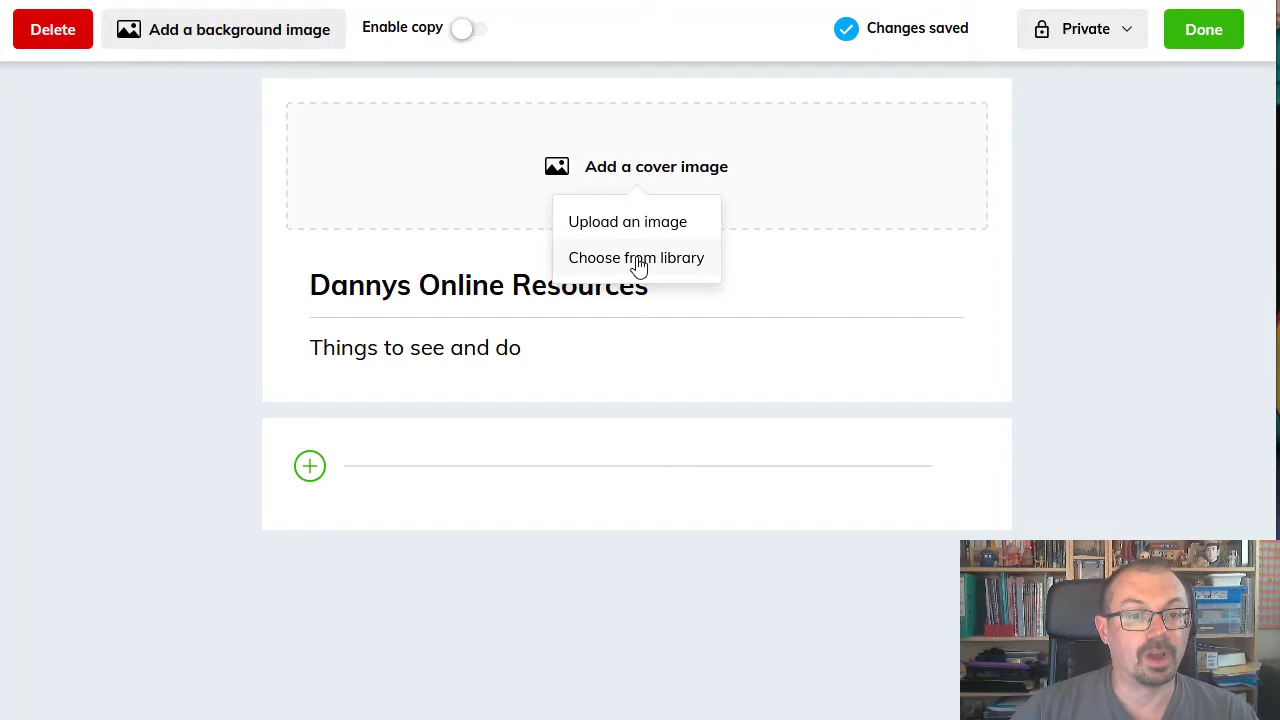 Delete
Add a background image
Enable copy
Changes saved
Private
Done
Add a cover image
Upload an image
Choose from library
Dannys Online Resources
Things to see and do